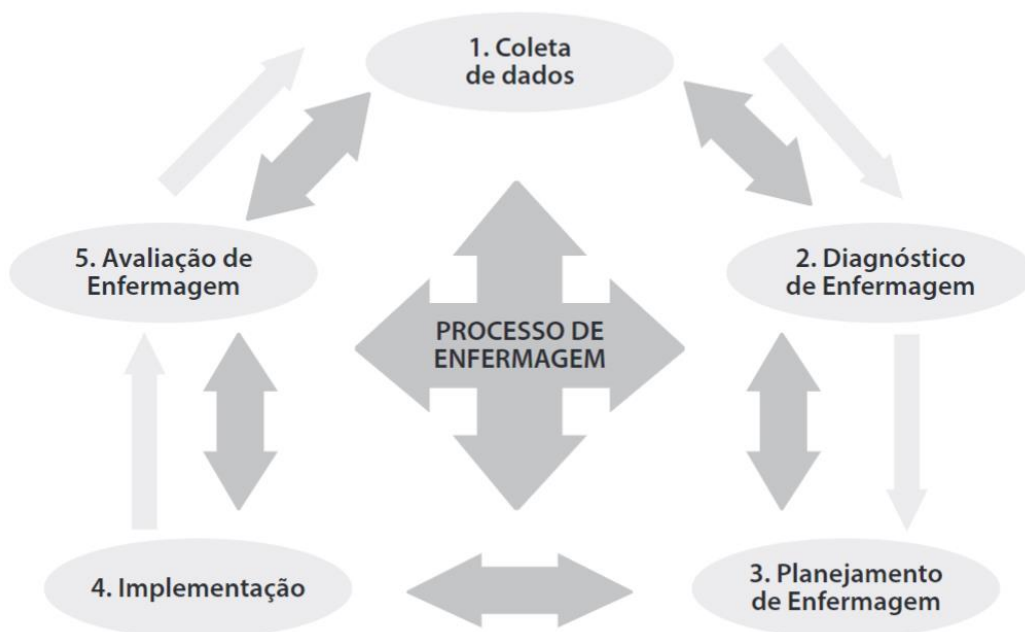 1. Coleta
de dados
2. Diagnóstico
de Enfermagem
3. Planejamento
de Enfermagem
4. Implementação
5. Avaliação de
Enfermagem
PROCESSO DE
ENFERMAGEM